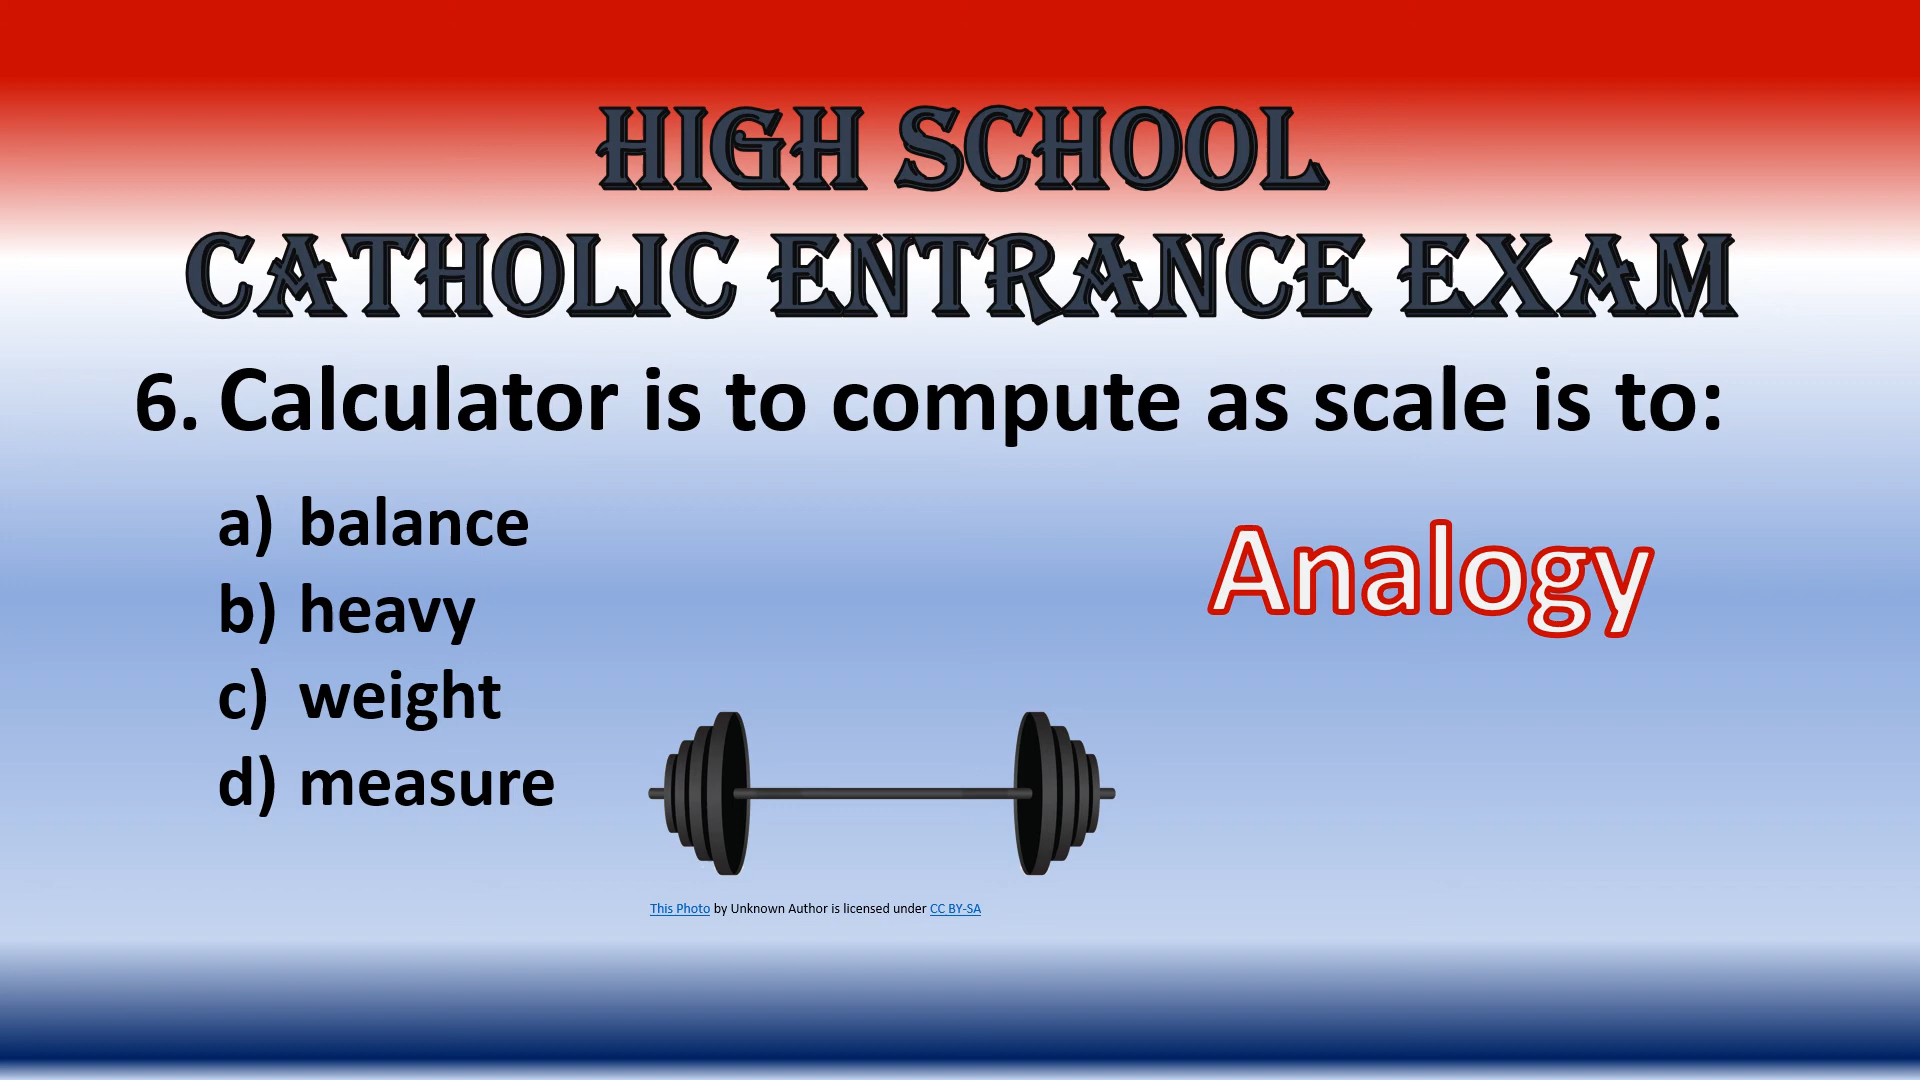 HIGH SCHOOL
CATHOLIC ENTRANCE EXAM
6. Calculator is to compute as scale is to:
a) balance
b) heavy
c) weight
d) measure
Analogy
This Photo by Unknown Author is licensed under CC BY-SA